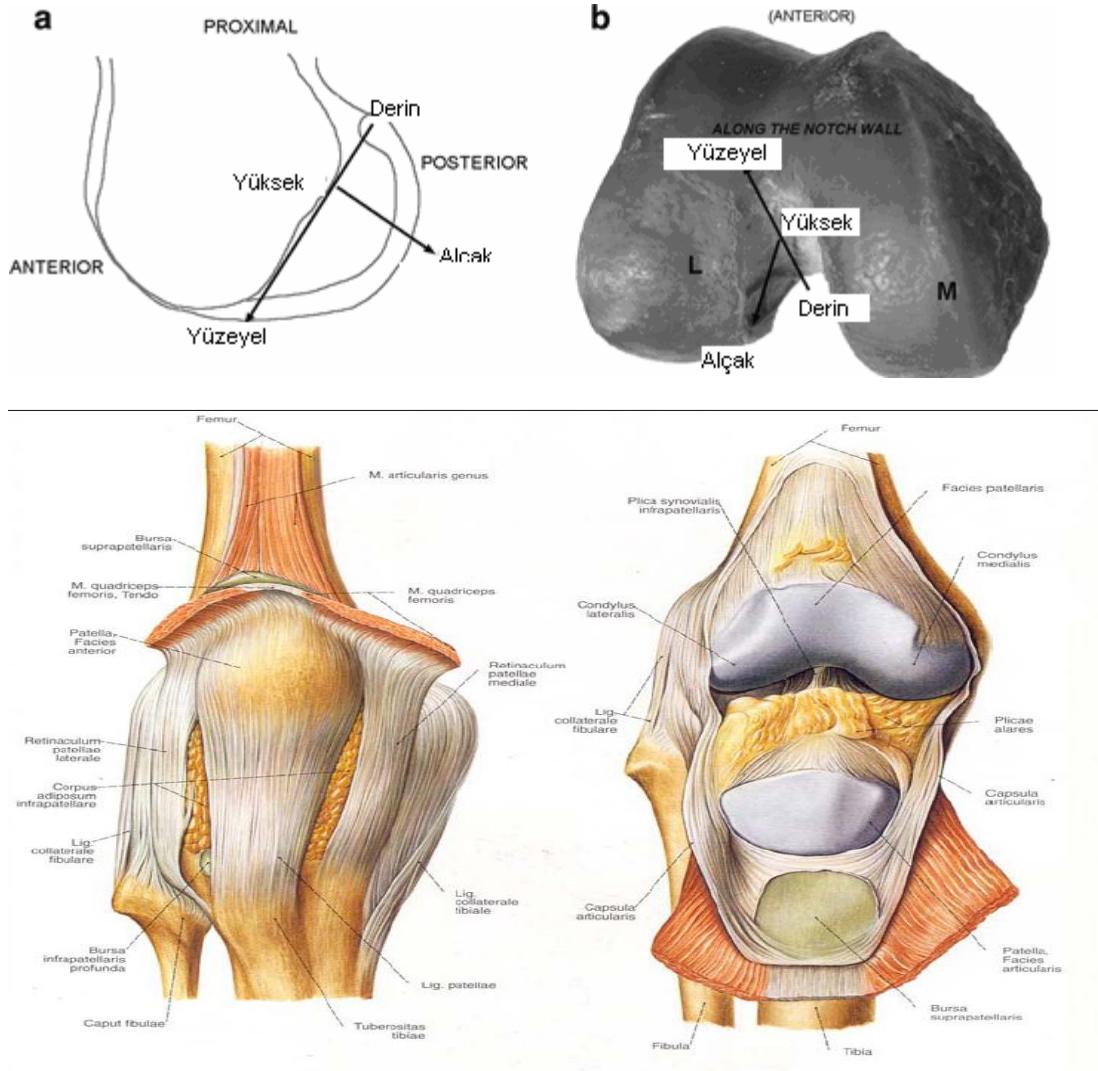 a
PROXIMAL
Derin
POSTERIOR
Yüksek
ANTERIOR
Alçak
Yüzeyel
b
(ANTERIOR)
ALONG THE NOTCH WALL
Yüzeyel
Yüksek
L
M
Derin
Alçak
Femur
M. articularis genus
Bursa
suprapatellaris
M. quadriceps
femoris, Tendo
M. quadriceps
femoris
Patella,
Facies
anterior
Retinaculum
patellae
mediale
Retinaculum
patellae
laterale
Corpus
adiposum
infrapatellare
Lig.
collaterale
fibulare
Lig.
collaterale
tibiale
Bursa
infrapatellaris
profunda
Lig. patellae
Caput fibulae
Tuberositas
tibiae
Femur
Plica synovialis
infrapatellaris
Facies patellaris
Condylus
medialis
Condylus
lateralis
Lig.
collaterale
fibulare
Plicae
alares
Capsula
articularis
Capsula
articularis
Patella,
Facies
articularis
Bursa
suprapatellaris
Fibula
Tibia